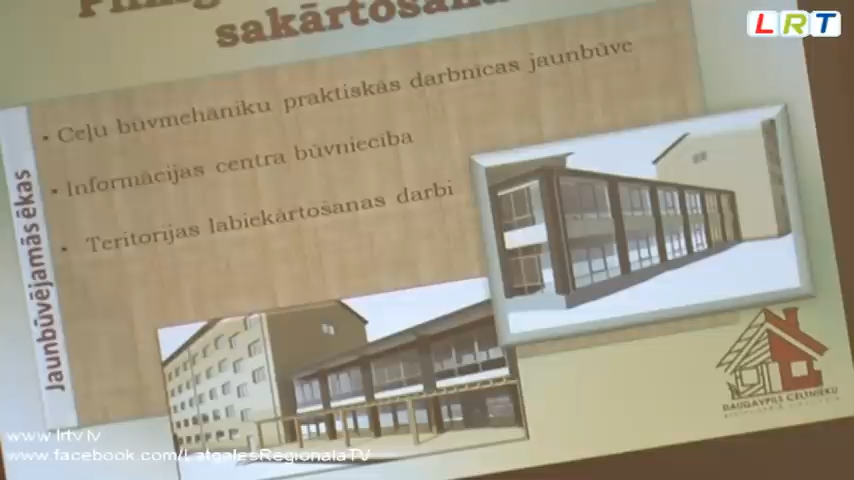 LRT
sakārtošana
Jaunbūvējamās ēkas
• Ceļu būvmehāniku praktiskās darbnīcas jaunbūve
• Informācijas centra būvniecība
• Teritorijas labiekārtošanas darbi
DAUGAVPILS CELTNIEKU
www.lrtv.lv
www.facebook.com/LatgalesRegionalaTV